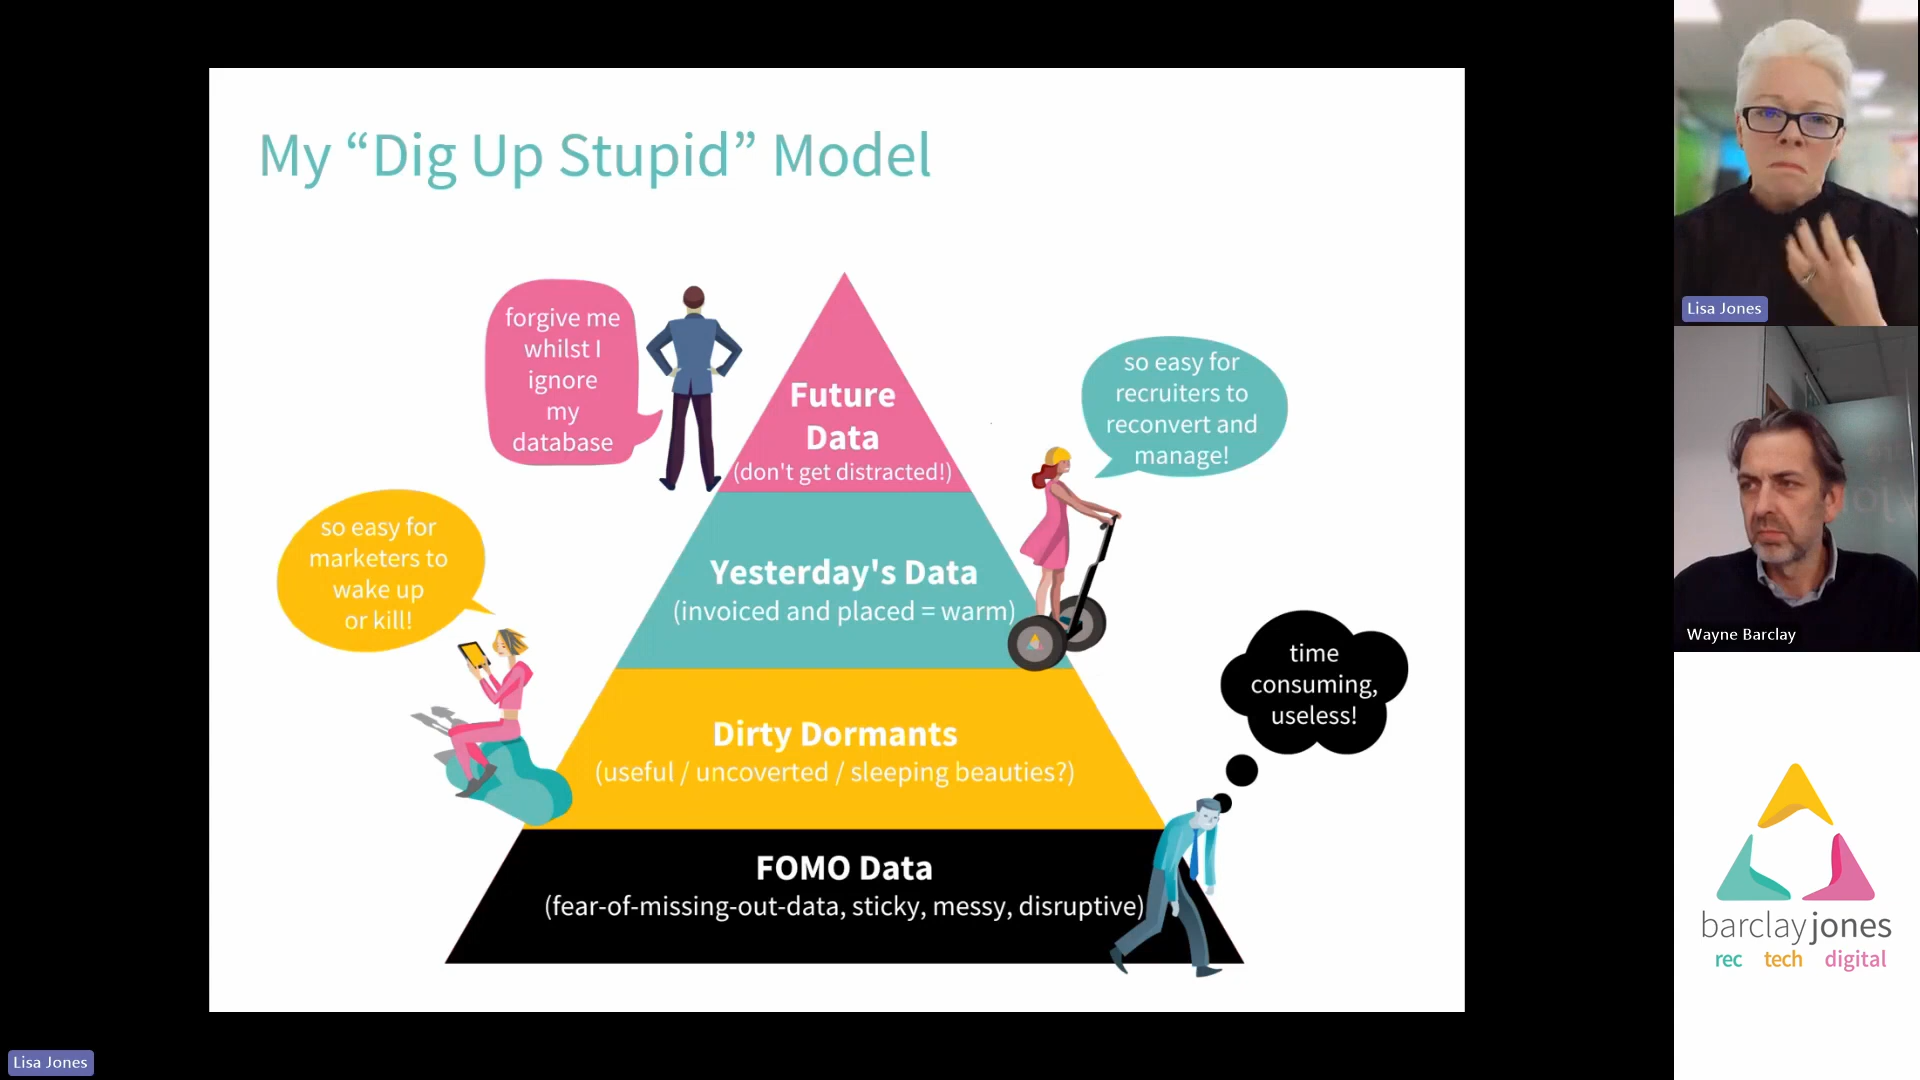 My “Dig Up Stupid” Model
forgive me
whilst I
ignore
my
database
Future
Data
(don't get distracted!)
so easy for
recruiters to
reconvert and
manage!
so easy for
marketers to
wake up
or kill!
Yesterday's Data
(invoiced and placed = warm)
time
consuming,
useless!
Dirty Dormants
(useful / uncoverted / sleeping beauties?)
FOMO Data
(fear-of-missing-out-data, sticky, messy, disruptive)
Lisa Jones
Lisa Jones
Wayne Barclay
barclayjones
rec tech digital